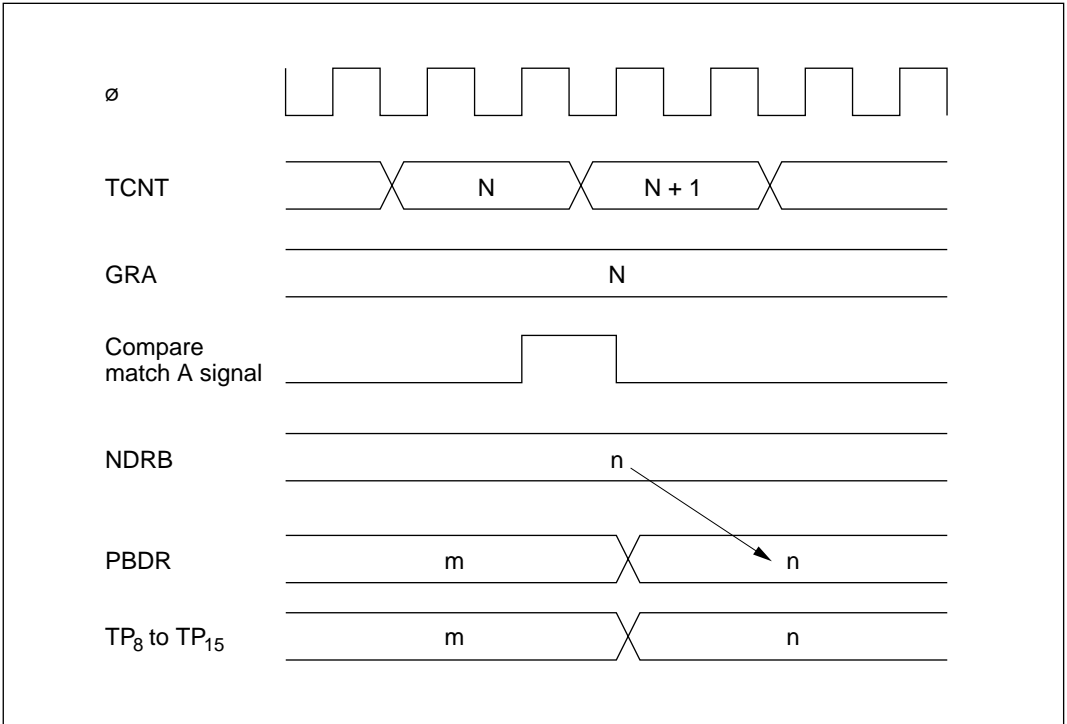 ø
TCNT N N + 1
GRA N
Compare
match A signal
NDRB n
PBDR m n
TP8 to TP15 m n